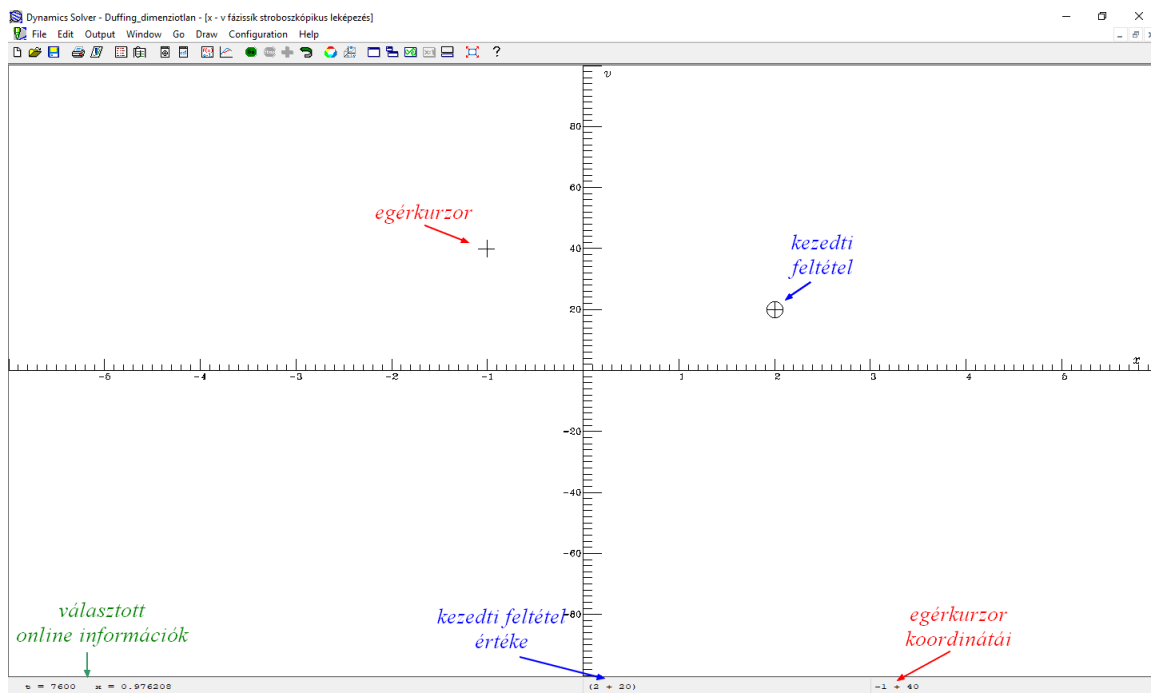 Dynamics Solver - Duffing_dimenziotlan - [x - v fázissík stroboszkópikus leképezés]
File Edit Output Window Go Draw Configuration Help
v
80
60
egérkurzor
kezedti
feltétel
40
20
x
-5 -4 -3 -2 -1 1 2 3 4 5
-20
-40
-60
-80
választott
online információk
kezedti feltétel
értéke
egérkurzor
koordinátái
t = 7600 x = 0.976208 (2 + 20) -1 + 40